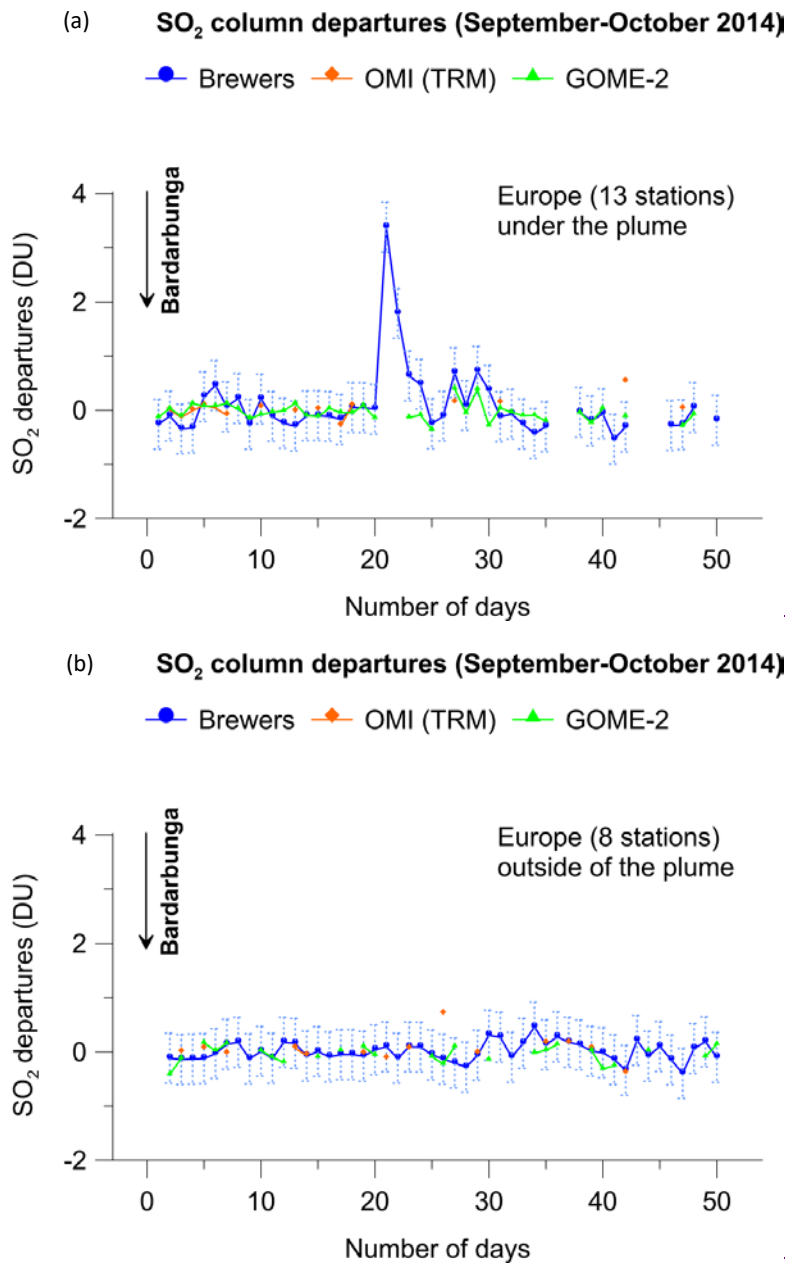 (a) SO₂ column departures (September-October 2014)
Brewers OMI (TRM) GOME-2
Europe (13 stations)
under the plume
Bardarbunga
SO₂ departures (DU)
4
2
0
-2
0 10 20 30 40 50
Number of days
(b) SO₂ column departures (September-October 2014)
Brewers OMI (TRM) GOME-2
Europe (8 stations)
outside of the plume
Bardarbunga
SO₂ departures (DU)
4
2
0
-2
0 10 20 30 40 50
Number of days